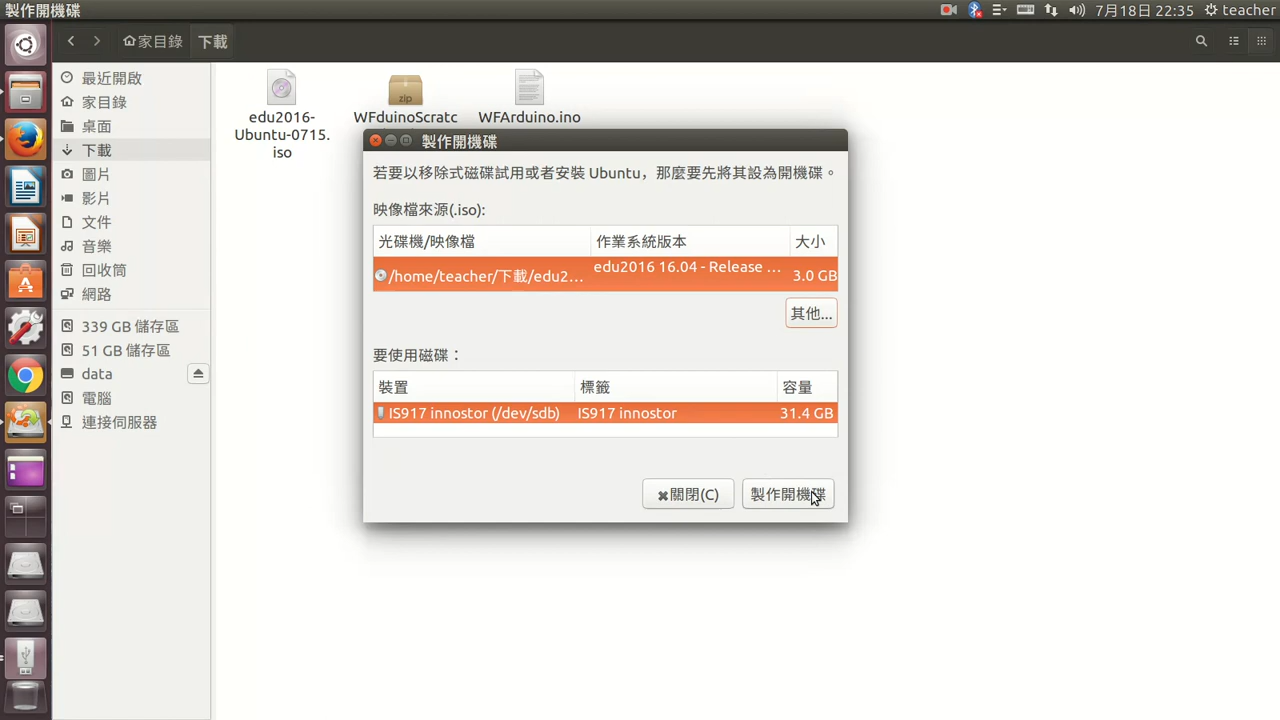 製作開機碟
7月18日 22:35 teacher
家目錄 下載
最近開啟
家目錄
桌面
下載
圖片
影片
文件
音樂
回收筒
網路
339 GB 儲存區
51 GB 儲存區
data
電腦
連接伺服器
edu2016-
Ubuntu-0715.
iso
zip
WFduinoScratc
WFArduino.ino
製作開機碟
若要以移除式磁碟試用或者安裝 Ubuntu，那麼要先將其設為開機碟。
映像檔來源(.iso):
光碟機/映像檔 作業系統版本 大小
/home/teacher/下載/edu2... edu2016 16.04 - Release ... 3.0 GB
其他...
要使用磁碟：
裝置 標籤 容量
IS917 innostor (/dev/sdb) IS917 innostor 31.4 GB
關閉(C) 製作開機碟